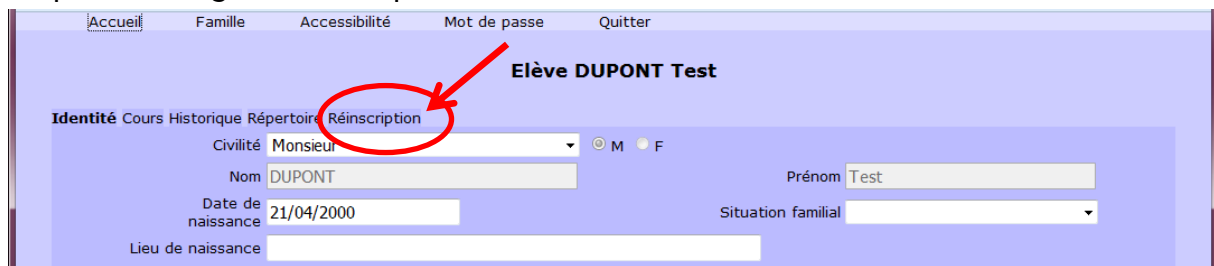 Accueil Famille Accessibilité Mot de passe Quitter
Elève DUPONT Test
Identité Cours Historique Répertoire Réinscription
Civilité Monsieur M F
Nom DUPONT Prénom Test
Date de naissance 21/04/2000 Situation familial
Lieu de naissance